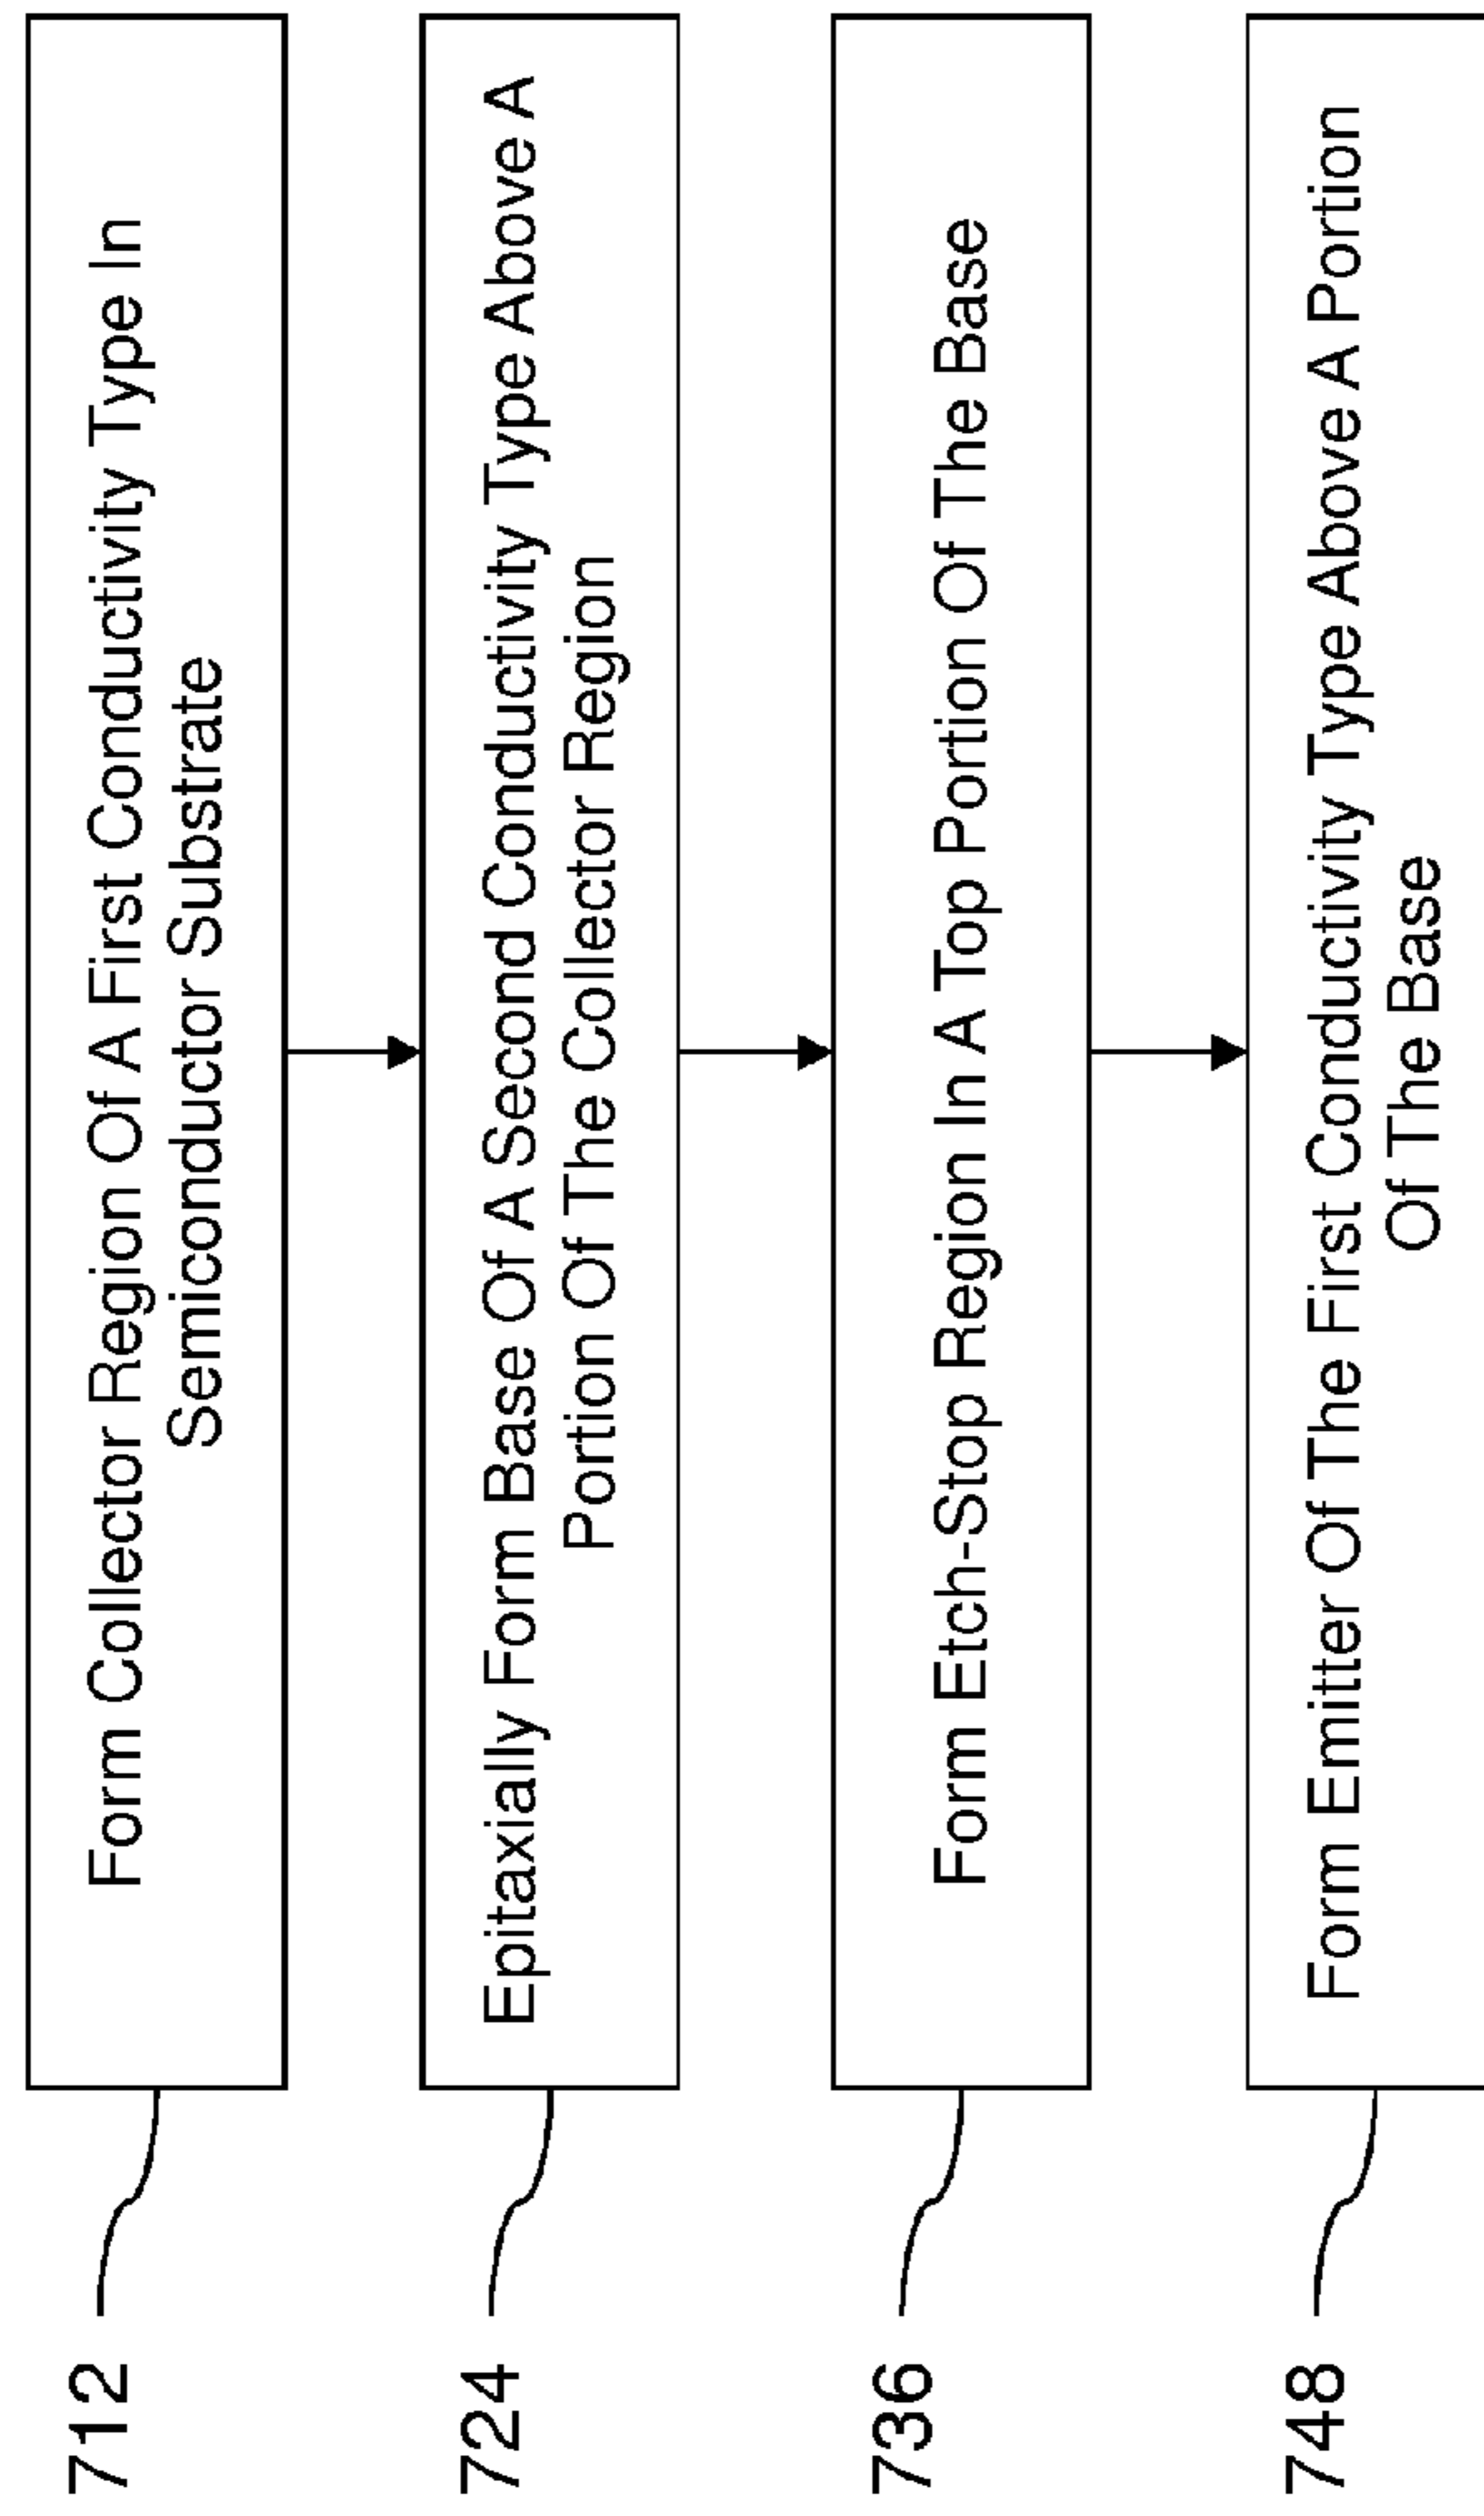 712
Form Collector Region Of A First Conductivity Type In
Semiconductor Substrate
724
Epitaxially Form Base Of A Second Conductivity Type Above A
Portion Of The Collector Region
736
Form Etch-Stop Region In A Top Portion Of The Base
748
Form Emitter Of The First Conductivity Type Above A Portion
Of The Base